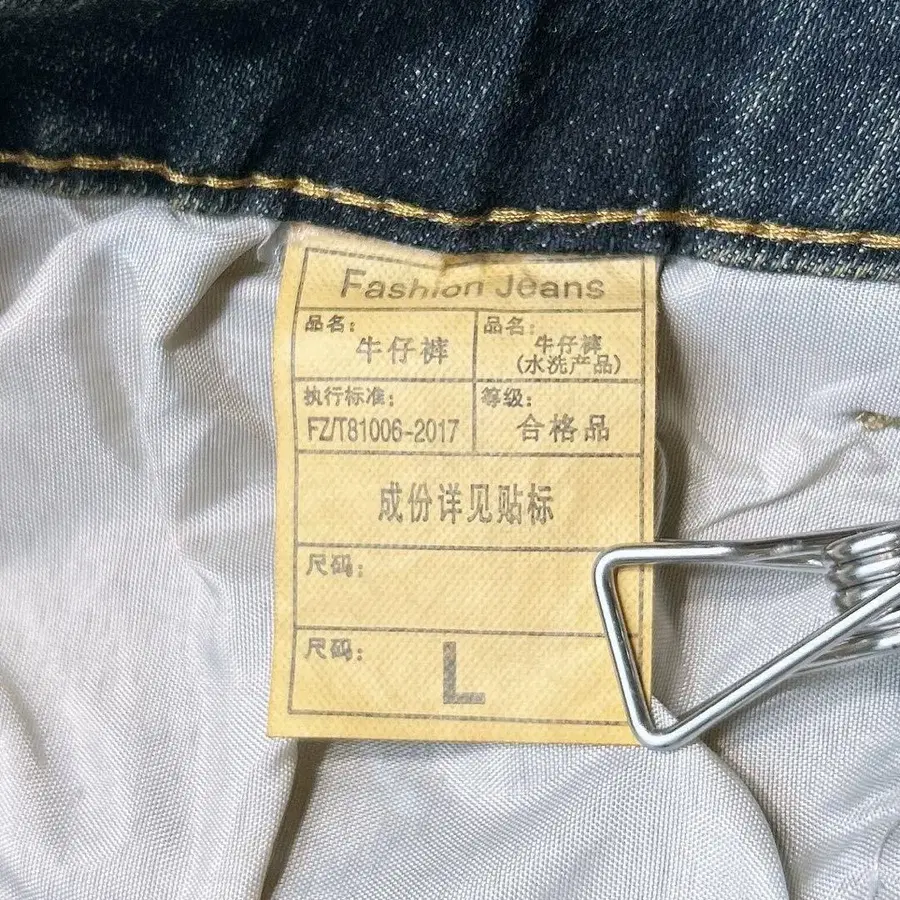 Fashion Jeans
品名:
牛仔裤
品名:
牛仔裤
(水洗产品)
执行标准:
FZ/T81006-2017
等级:
合格品
成份详见贴标
尺码:
尺码:
L